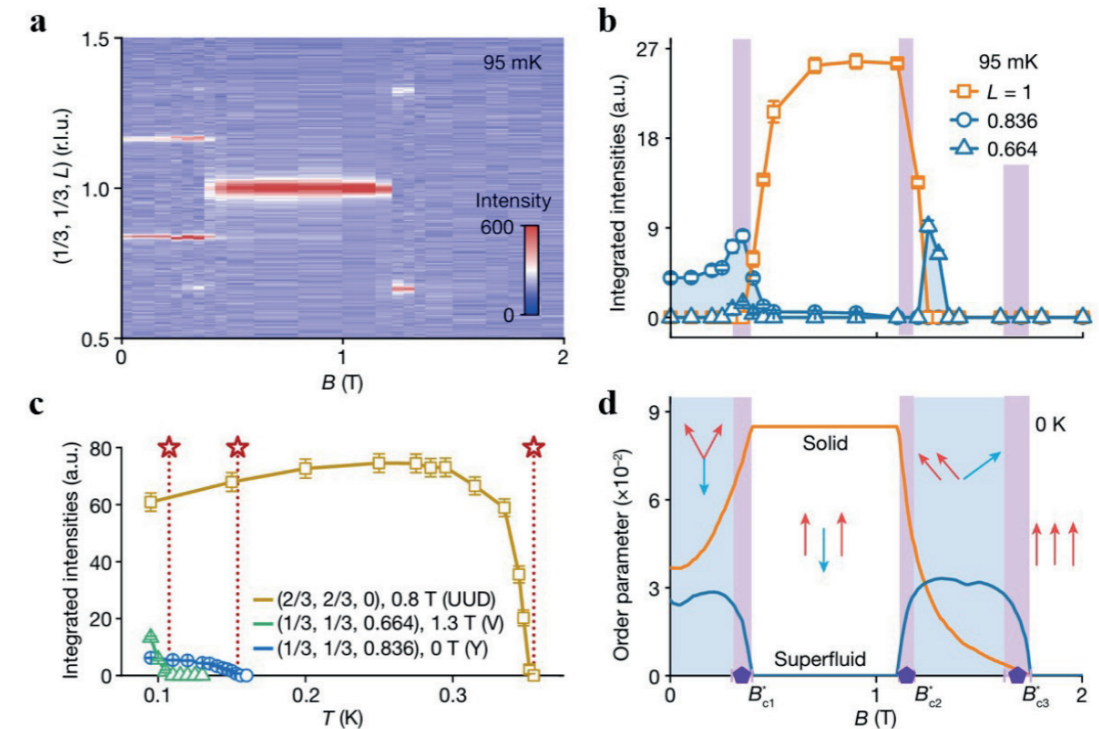 a
1.5
1.0
0.5
(1/3, 1/3, L) (r.l.u.)
95 mK
Intensity
600
0
0
1
2
B (T)
b
27
18
9
0
Integrated intensities (a.u.)
95 mK
L = 1
0.836
0.664
1
2
c
80
60
40
20
0
Integrated intensities (a.u.)
(2/3, 2/3, 0), 0.8 T (UUD)
(1/3, 1/3, 0.664), 1.3 T (V)
(1/3, 1/3, 0.836), 0 T (Y)
0.1
0.2
0.3
T (K)
d
9
6
3
0
Order parameter (×10⁻²)
0 K
Solid
Superfluid
0
B*c1
1
B*c2
B*c3
2
B (T)